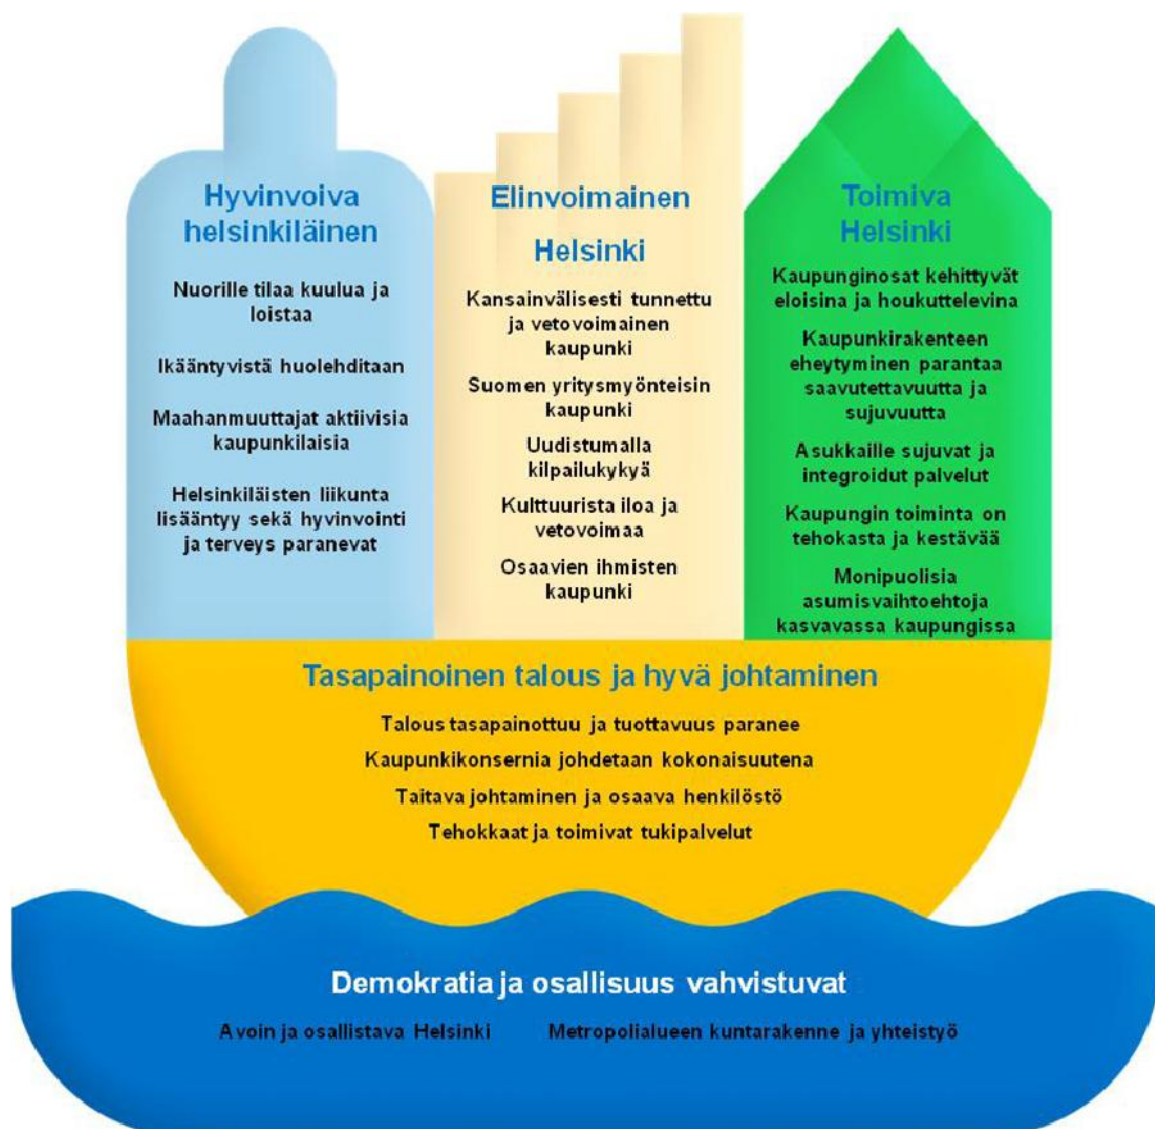 Hyvinvoiva
helsinkiläinen
Nuorille tilaa kuulua ja
loistaa
Ikääntyvistä huolehditaan
Maahanmuuttajat aktiivisia
kaupunkilaisia
Helsinkiläisten liikunta
lisääntyy sekä hyvinvointi
ja terveys paranevat
Elinvoimainen
Helsinki
Kansainvälisesti tunnettu
ja vetovoimainen
kaupunki
Suomen yritysmyönteisin
kaupunki
Uudistumalla
kilpailukykyä
Kulttuurista iloa ja
vetovoimaa
Osaavien ihmisten
kaupunki
Toimiva
Helsinki
Kaupunginosat kehittyvät
eloisina ja houkuttelevina
Kaupunkirakenteen
eheytyminen parantaa
saavutettavuutta ja
sujuvuutta
Asukkaille sujuvat ja
integroidut palvelut
Kaupungin toiminta on
tehokasta ja kestävää
Monipuolisia
asumisvaihtoehtoja
kasvavassa kaupungissa
Tasapainoinen talous ja hyvä johtaminen
Talous tasapainottuu ja tuottavuus paranee
Kaupunkikonsernia johdetaan kokonaisuutena
Taitava johtaminen ja osaava henkilöstö
Tehokkaat ja toimivat tukipalvelut
Demokratia ja osallisuus vahvistuvat
Avoin ja osallistava Helsinki Metropolialueen kuntarakenne ja yhteistyö